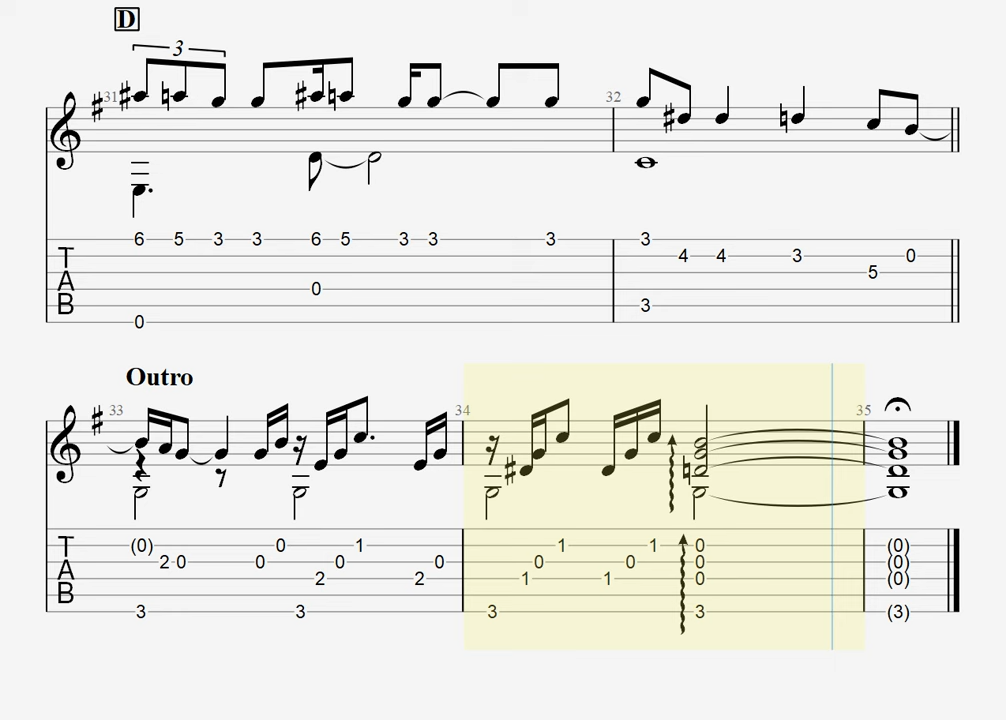 D
3
31 32
6 5 3 3 6 5 3 3 3 3
T 4 4 3 0
5
A 0
B 3
0
Outro
33 34 35
T (0) 0 1 1 1 0 (0)
2 0 0 0 0 0 0 0 (0)
A 2 2 1 1 0 (0)
B
3 3 3 3 (3)